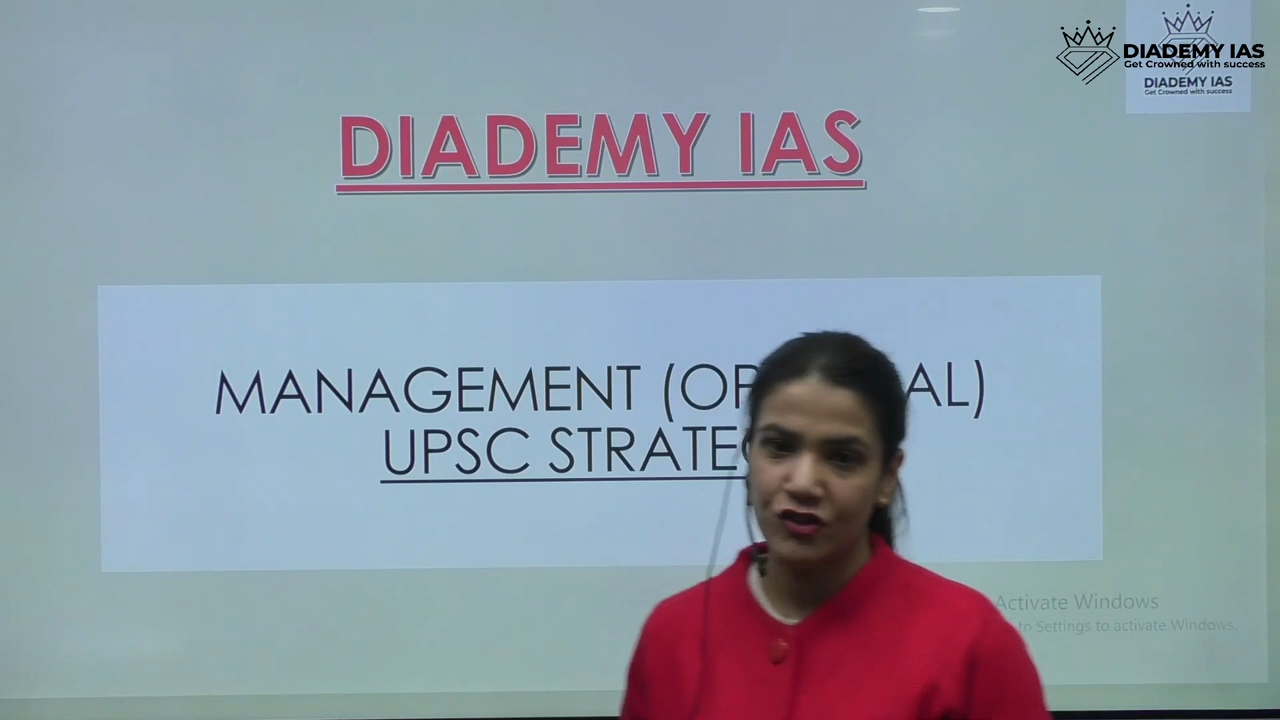 DIADEMY IAS
Get Crowned with success
DIADEMY IAS
Get Crowned with success
DIADEMY IAS
MANAGEMENT (OP AL)
UPSC STRATE
Activate Windows
to Settings to activate Windows.